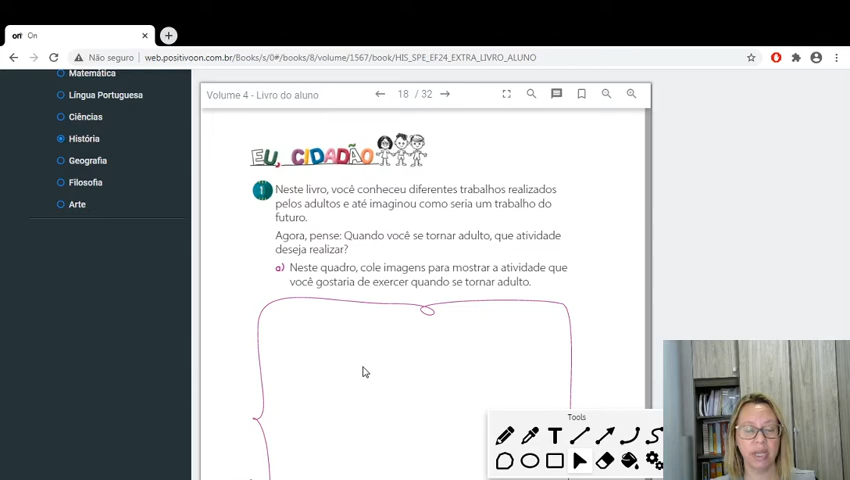 on On
Não seguro web.positivoon.com.br/Books/s/0#/books/8/volume/1567/book/HIS_SPE_EF24_EXTRA_LIVRO_ALUNO
Matemática
Língua Portuguesa
Ciências
História
Geografia
Filosofia
Arte
Volume 4 - Livro do aluno 18 / 32
EU, CIDADÃO
1 Neste livro, você conheceu diferentes trabalhos realizados
pelos adultos e até imaginou como seria um trabalho do
futuro.
Agora, pense: Quando você se tornar adulto, que atividade
deseja realizar?
a) Neste quadro, cole imagens para mostrar a atividade que
você gostaria de exercer quando se tornar adulto.
Tools
T